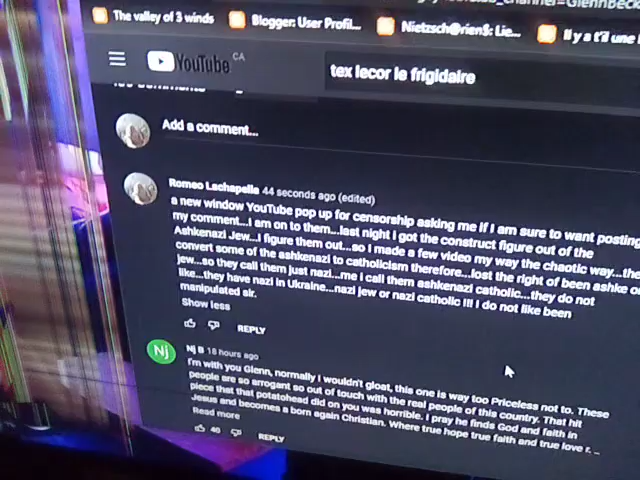 _channel=GlennBeck
The valley of 3 winds
Blogger: User Profil...
Nietzsch@rien$: Lie...
Il y a t'il une
YouTube CA
tex lecor le frigidaire
Add a comment...
Romeo Lachapelle 44 seconds ago (edited)
a new window YouTube pop up for censorship asking me if I am sure to want posting
my comment...I am on to them...last night I got the construct figure out of the
Ashkenazi Jew...I figure them out...so I made a few video my way the chaotic way...the
convert some of the ashkenazi to catholicism therefore...lost the right of been ashke o
jew...so they call them just nazi...me i call them ashkenazi catholic...they do not
like...they have nazi in Ukraine...nazi jew or nazi catholic !!! I do not like been
manipulated sir.
Show less
REPLY
Nj
Nj B 18 hours ago
I'm with you Glenn, normally I wouldn't gloat, this one is way too Priceless not to. These
people are so arrogant so out of touch with the real people of this country. That hit
piece that that potatohead did on you was horrible. I pray he finds God and faith in
Jesus and becomes a born again Christian. Where true hope true faith and true love r...
Read more
40
REPLY